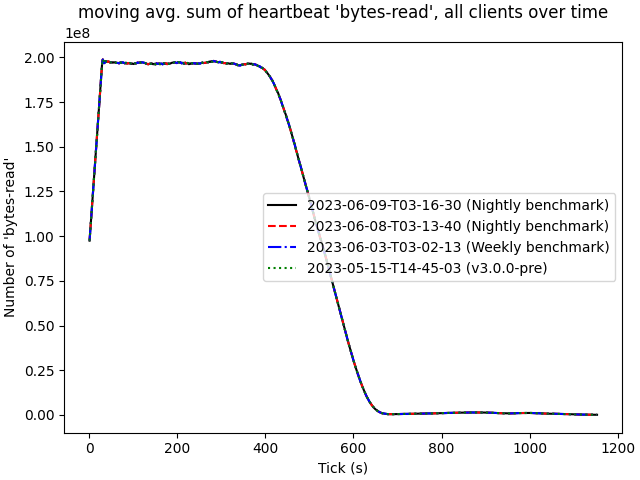 moving avg. sum of heartbeat 'bytes-read', all clients over time
1e8
2.00
1.75
1.50
1.25
1.00
0.75
0.50
0.25
0.00
Number of 'bytes-read'
2023-06-09-T03-16-30 (Nightly benchmark)
2023-06-08-T03-13-40 (Nightly benchmark)
2023-06-03-T03-02-13 (Weekly benchmark)
2023-05-15-T14-45-03 (v3.0.0-pre)
0 200 400 600 800 1000 1200
Tick (s)